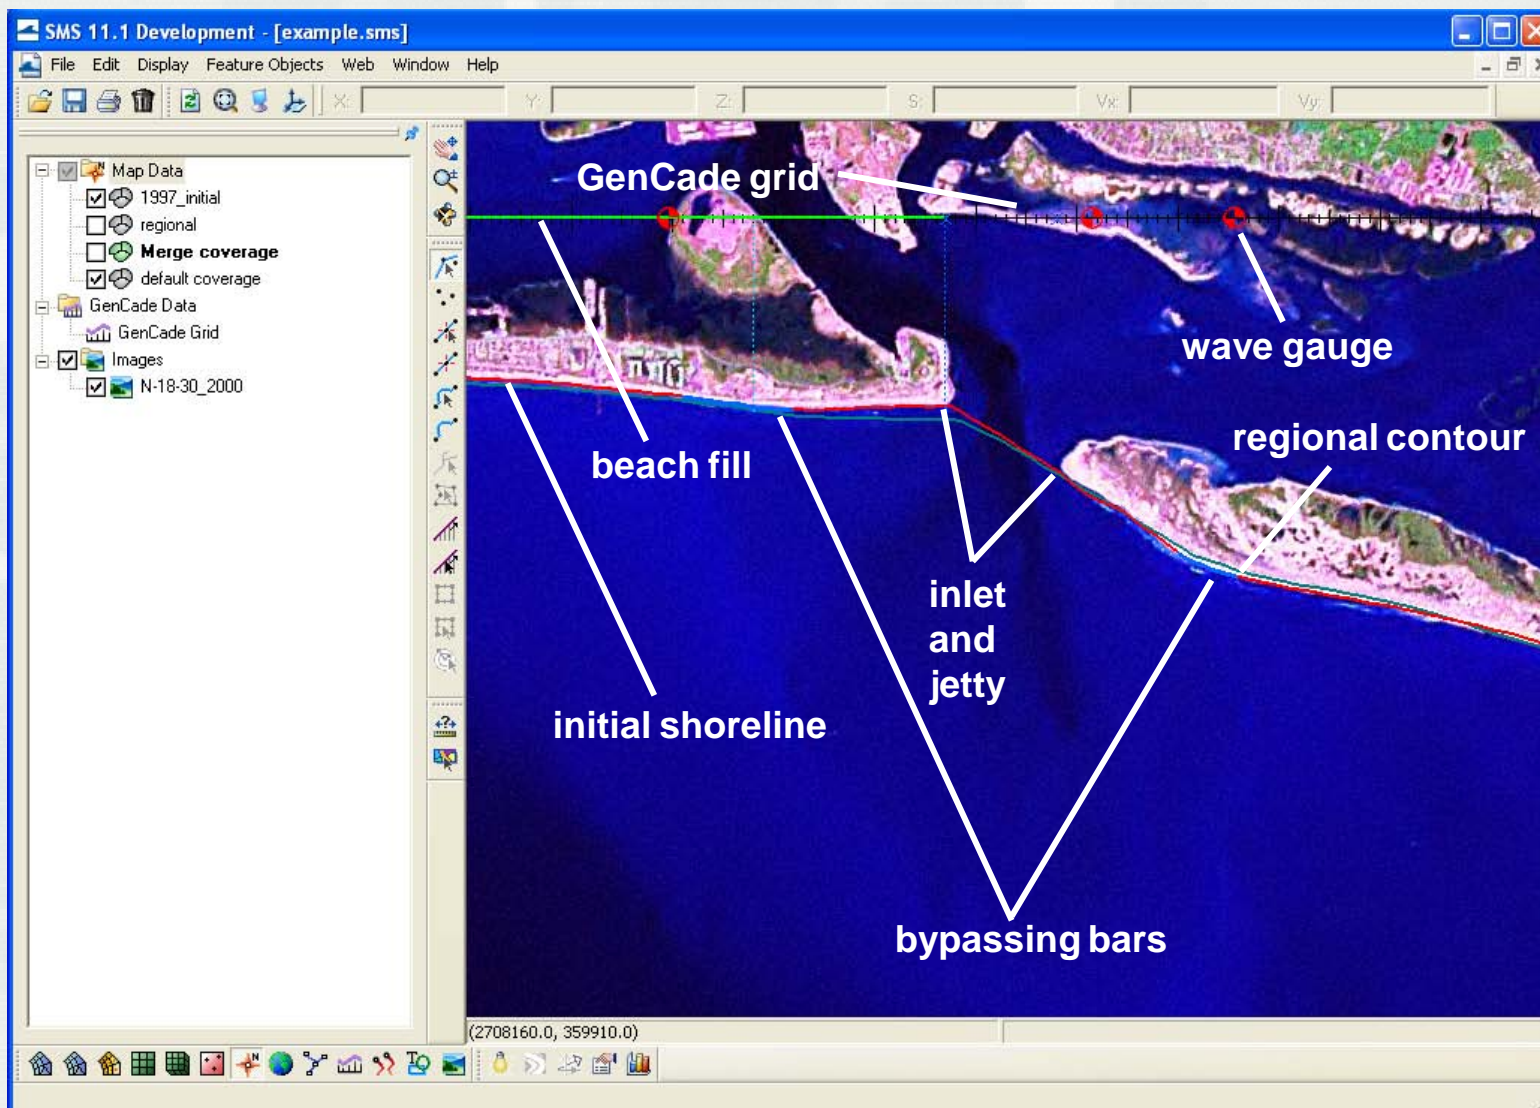 SMS 11.1 Development - [example.sms]
File Edit Display Feature Objects Web Window Help
X: Y: Z: S: Vx: Vy:
Map Data
1997_initial
regional
Merge coverage
default coverage
GenCade Data
GenCade Grid
Images
N-18-30_2000
GenCade grid
wave gauge
beach fill
regional contour
inlet
and
jetty
initial shoreline
bypassing bars
(2708160.0, 359910.0)